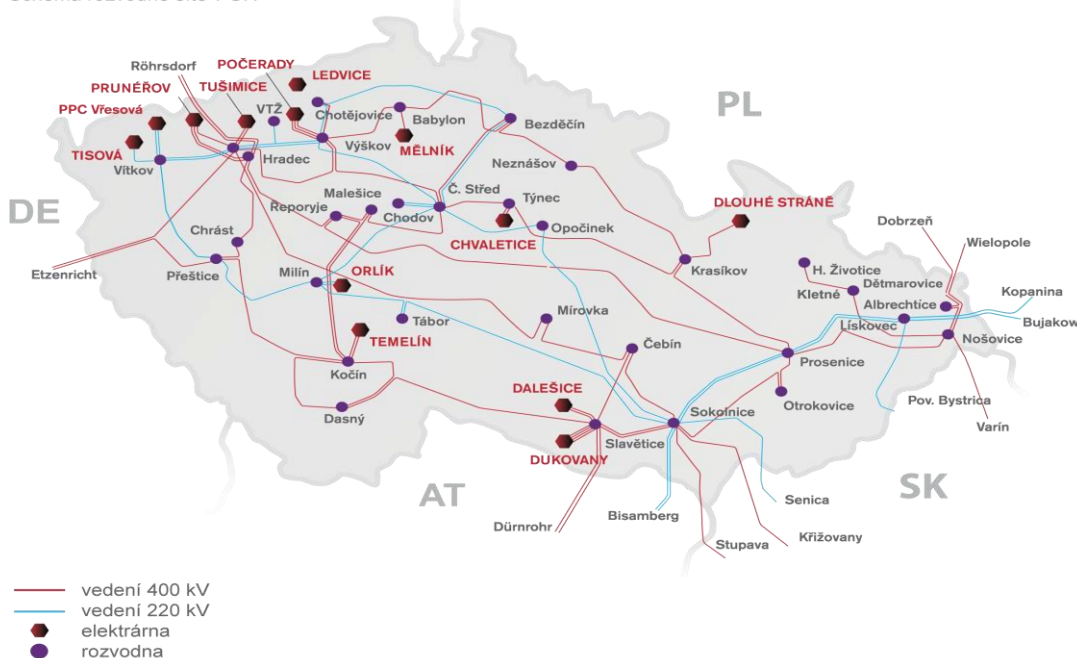 Röhrsdorf
POČERADY
LEDVICE
PRUNÉŘOV
TUŠIMICE
PPC Vřesová
VTŽ
Chotějovice
Babylon
Bezděčín
PL
TISOVÁ
Hradec
Výškov
MĚLNÍK
Vítkov
Neznášov
DE
Malešice
Č. Střed
Týnec
Reporyje
Chodov
DLOUHÉ STRÁNĚ
Chrást
CHVALETICE
Opočinek
Dobrzeń
Wielopole
Etzenricht
Přeštice
Milín
ORLÍK
Krasíkov
H. Životice
Dětmarovice
Kletné
Albrechtíce
Kopanina
Mírovka
Lískovec
Bujakow
Tábor
TEMELÍN
Čebín
Nošovice
Kočín
Prosenice
DALEŠICE
Otrokovice
Pov. Bystrica
Dasný
Sokolnice
Varín
Slavětice
DUKOVANY
AT
SK
Senica
Bisamberg
Dürnrohr
Křižovany
Stupava
vedení 400 kV
vedení 220 kV
elektrárna
rozvodna